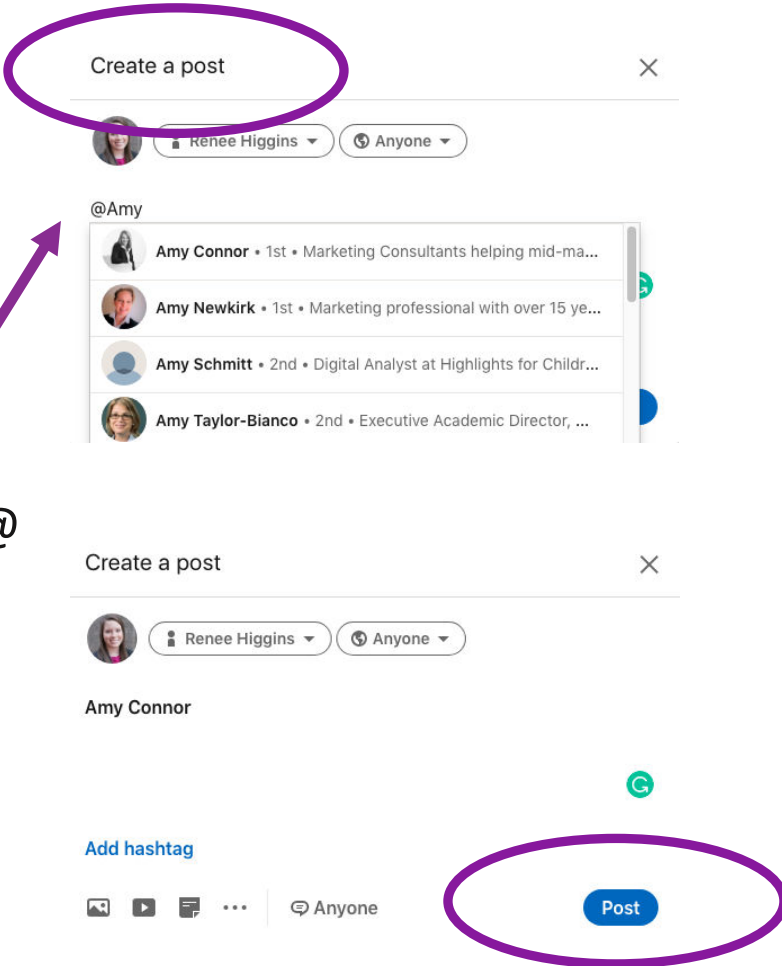 Create a post
Renee Higgins Anyone
@Amy
Amy Connor • 1st • Marketing Consultants helping mid-ma...
Amy Newkirk • 1st • Marketing professional with over 15 ye...
Amy Schmitt • 2nd • Digital Analyst at Highlights for Childr...
Amy Taylor-Bianco • 2nd • Executive Academic Director, ...
@
Create a post
Renee Higgins Anyone
Amy Connor
Add hashtag
Anyone Post